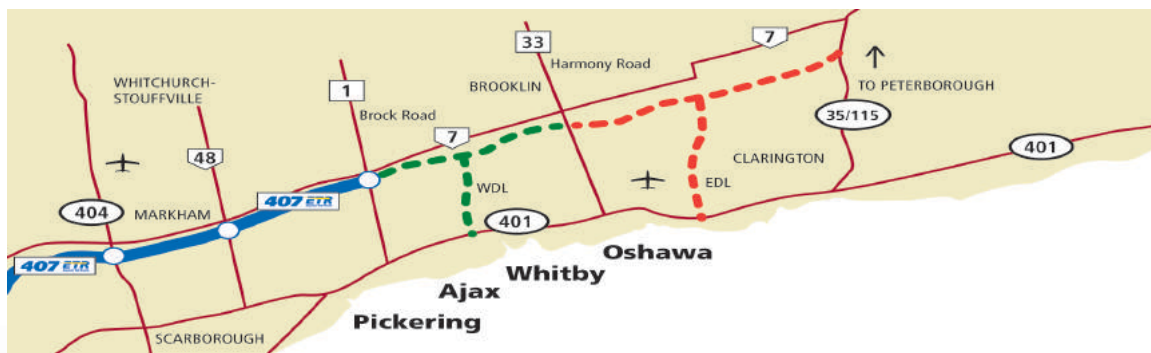 33
7
Harmony Road
WHITCHURCH-
STOUFFVILLE
BROOKLIN
TO PETERBOROUGH
1
Brock Road
35/115
7
401
48
CLARINGTON
WDL
EDL
407 ETR
404
MARKHAM
401
407 ETR
Oshawa
Whitby
Ajax
Pickering
SCARBOROUGH